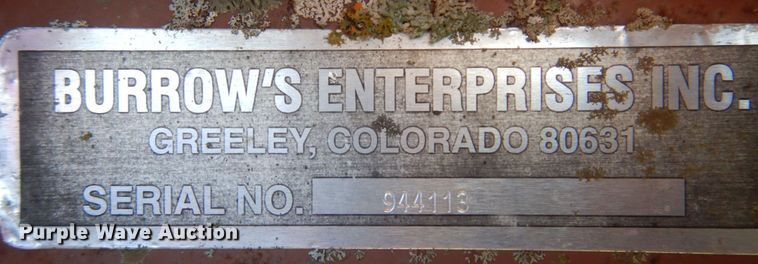 BURROW'S ENTERPRISES INC.
GREELEY, COLORADO 80631
SERIAL NO. 944113
Purple Wave Auction